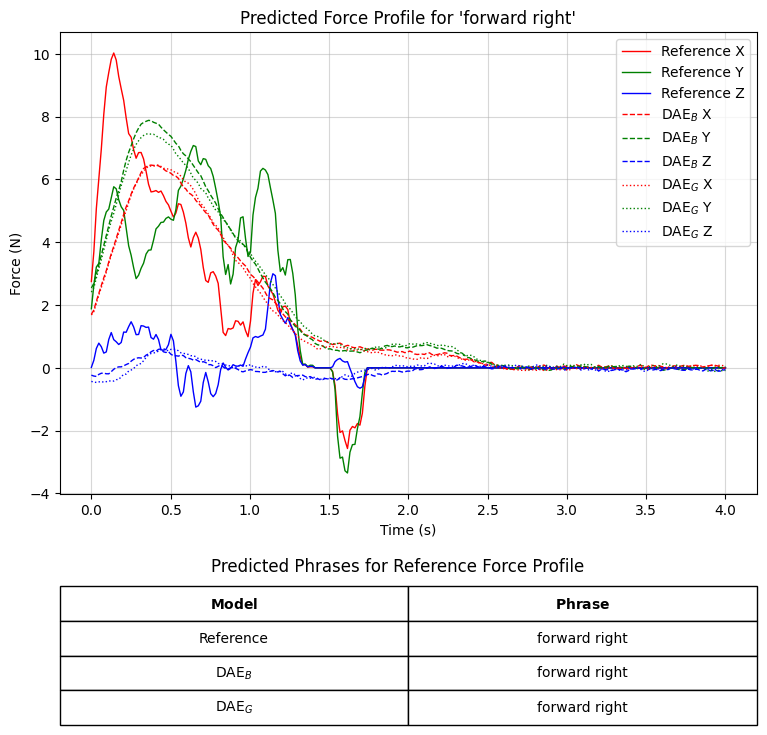 Predicted Force Profile for 'forward right'
Force (N)
10
8
6
4
2
0
−2
−4
Reference X
Reference Y
Reference Z
DAE_B X
DAE_B Y
DAE_B Z
DAE_G X
DAE_G Y
DAE_G Z
0.0 0.5 1.0 1.5 2.0 2.5 3.0 3.5 4.0
Time (s)
Predicted Phrases for Reference Force Profile
Model Phrase
Reference forward right
DAE_B forward right
DAE_G forward right